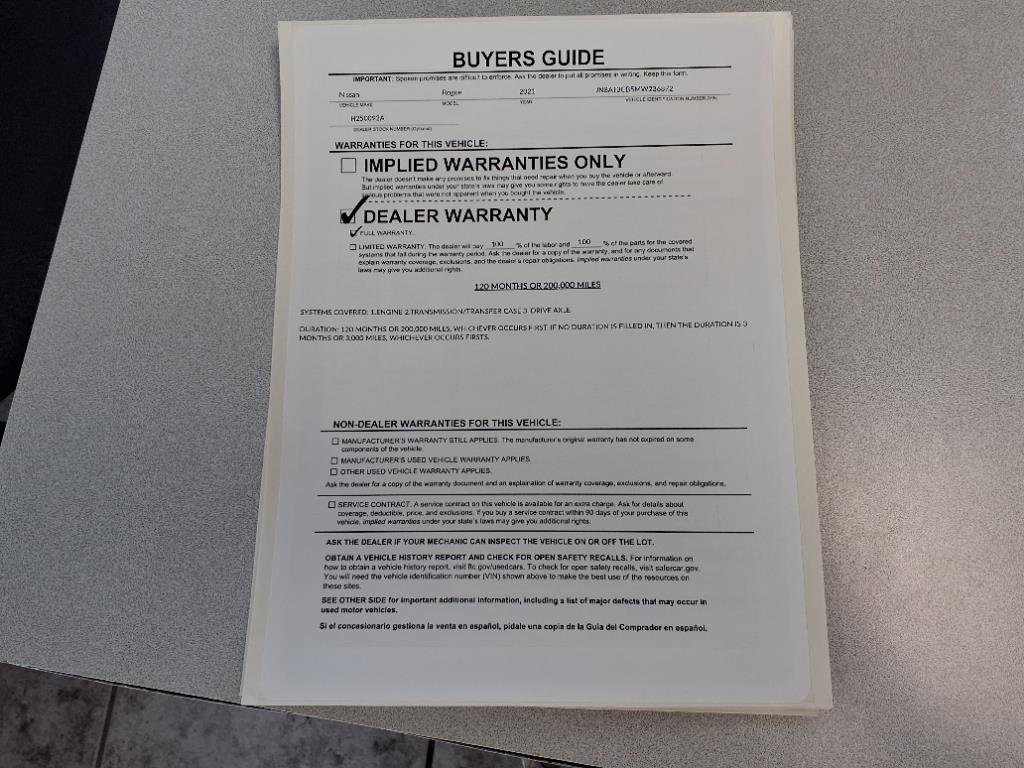 BUYERS GUIDE
IMPORTANT: Spoken promises are difficult to enforce. Ask the dealer to put all promises in writing. Keep this form.
Nissan Rogue 2021
VEHICLE MAKE MODEL YEAR VEHICLE IDENTIFICATION NUMBER (VIN)
H250092A
DEALER STOCK NUMBER (Optional)
WARRANTIES FOR THIS VEHICLE:
IMPLIED WARRANTIES ONLY
The dealer doesn't make any promises to fix things that need repair when you buy the vehicle or afterward.
But implied warranties under your state's laws may give you some rights to have the dealer take care of
serious problems that were not apparent when you bought the vehicle.
DEALER WARRANTY
FULL WARRANTY.
LIMITED WARRANTY. The dealer will pay 100 % of the labor and 100 % of the parts for the covered
systems that fail during the warranty period. Ask the dealer for a copy of the warranty, and for any documents that
explain warranty coverage, exclusions, and the dealer's repair obligations. Implied warranties under your state's
laws may give you additional rights.
120 MONTHS OR 200,000 MILES
SYSTEMS COVERED: 1.ENGINE 2.TRANSMISSION/TRANSFER CASE 3. DRIVE AXLE
DURATION: 120 MONTHS OR 200,000 MILES, WHICHEVER OCCURS FIRST. IF NO DURATION IS FILLED IN, THEN THE DURATION IS 3
MONTHS OR 3,000 MILES, WHICHEVER OCCURS FIRSTS.
NON-DEALER WARRANTIES FOR THIS VEHICLE:
MANUFACTURER'S WARRANTY STILL APPLIES. The manufacturer's original warranty has not expired on some
components of the vehicle.
MANUFACTURER'S USED VEHICLE WARRANTY APPLIES.
OTHER USED VEHICLE WARRANTY APPLIES.
Ask the dealer for a copy of the warranty document and an explanation of warranty coverage, exclusions, and repair obligations.
SERVICE CONTRACT. A service contract on this vehicle is available for an extra charge. Ask for details about
coverage, deductible, price, and exclusions. If you buy a service contract within 90 days of your purchase of this
vehicle, implied warranties under your state's laws may give you additional rights.
ASK THE DEALER IF YOUR MECHANIC CAN INSPECT THE VEHICLE ON OR OFF THE LOT.
OBTAIN A VEHICLE HISTORY REPORT AND CHECK FOR OPEN SAFETY RECALLS. For information on
how to obtain a vehicle history report, visit ftc.gov/usedcars. To check for open safety recalls, visit safercar.gov.
You will need the vehicle identification number (VIN) shown above to make the best use of the resources on
these sites.
SEE OTHER SIDE for important additional information, including a list of major defects that may occur in
used motor vehicles.
Si el concesionario gestiona la venta en español, pídale una copia de la Guía del Comprador en español.